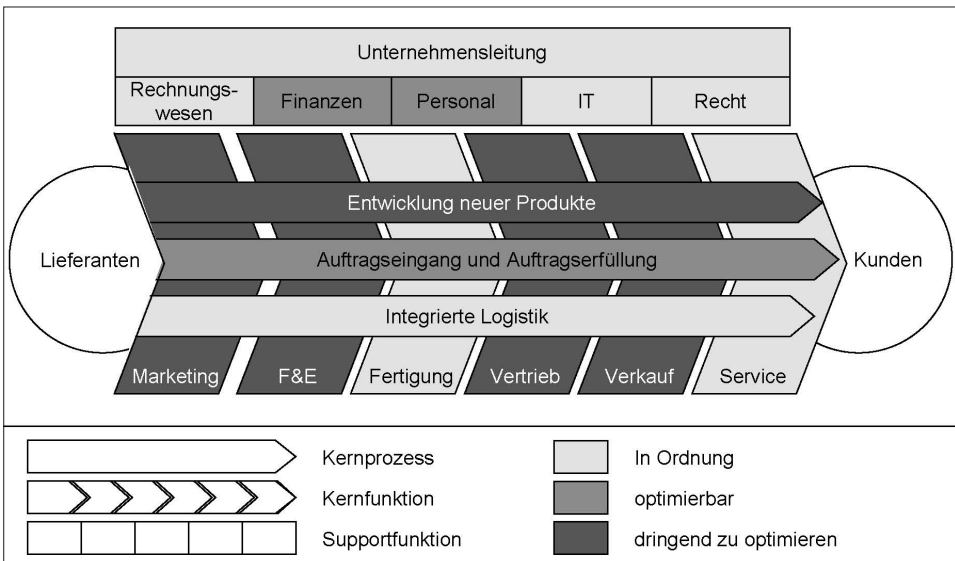 Unternehmensleitung
Rechnungs-
wesen
Finanzen
Personal
IT
Recht
Entwicklung neuer Produkte
Lieferanten
Auftragseingang und Auftragserfüllung
Kunden
Integrierte Logistik
Marketing
F&E
Fertigung
Vertrieb
Verkauf
Service
Kernprozess
In Ordnung
Kernfunktion
optimierbar
Supportfunktion
dringend zu optimieren